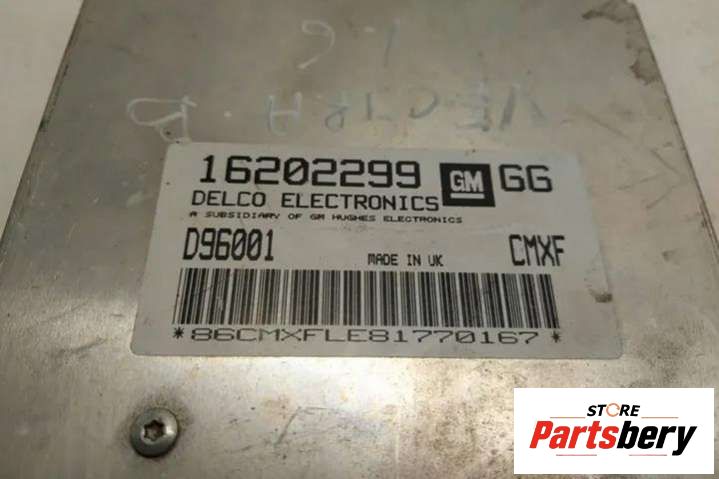 1.6
VECTRA B
16202299 GM GG
DELCO ELECTRONICS
A SUBSIDIARY OF GM HUGHES ELECTRONICS
D96001 MADE IN UK CMXF
*86CMXFLE81770167*
STORE
Partsbery